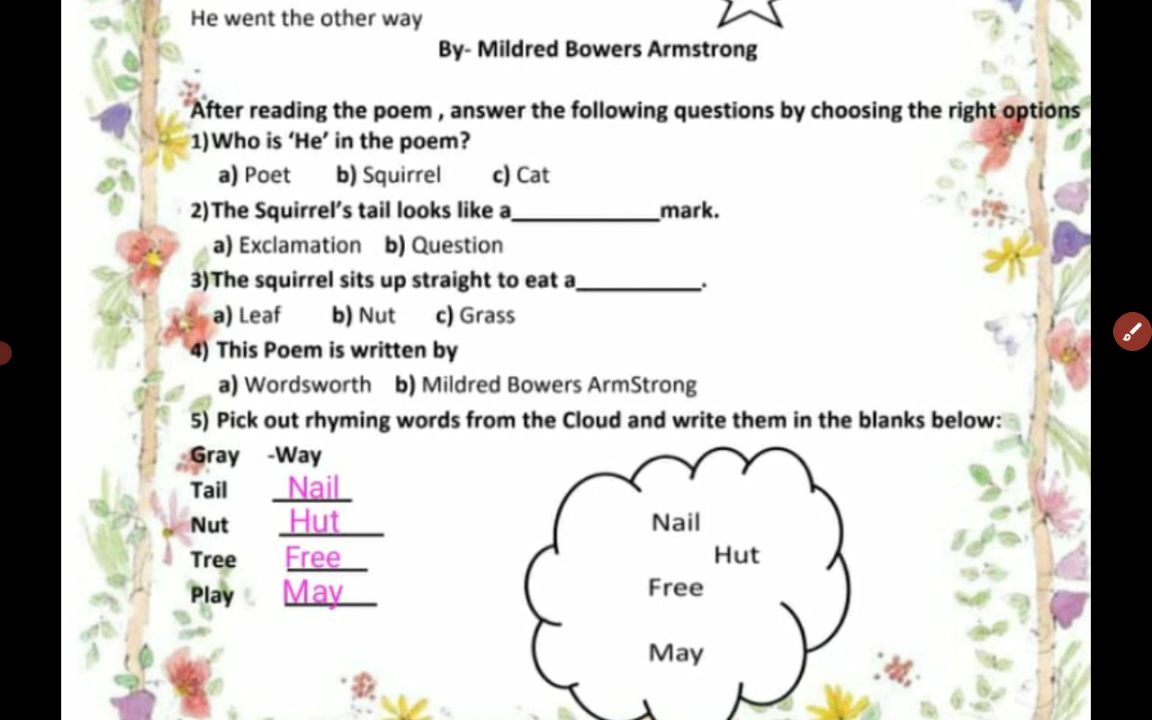 He went the other way
By- Mildred Bowers Armstrong
After reading the poem , answer the following questions by choosing the right options
1)Who is ‘He’ in the poem?
a) Poet b) Squirrel c) Cat
2)The Squirrel’s tail looks like a____________mark.
a) Exclamation b) Question
3)The squirrel sits up straight to eat a__________.
a) Leaf b) Nut c) Grass
4) This Poem is written by
a) Wordsworth b) Mildred Bowers ArmStrong
5) Pick out rhyming words from the Cloud and write them in the blanks below:
Gray -Way
Tail Nail
Nut Hut
Tree Free
Play May
Nail
Hut
Free
May